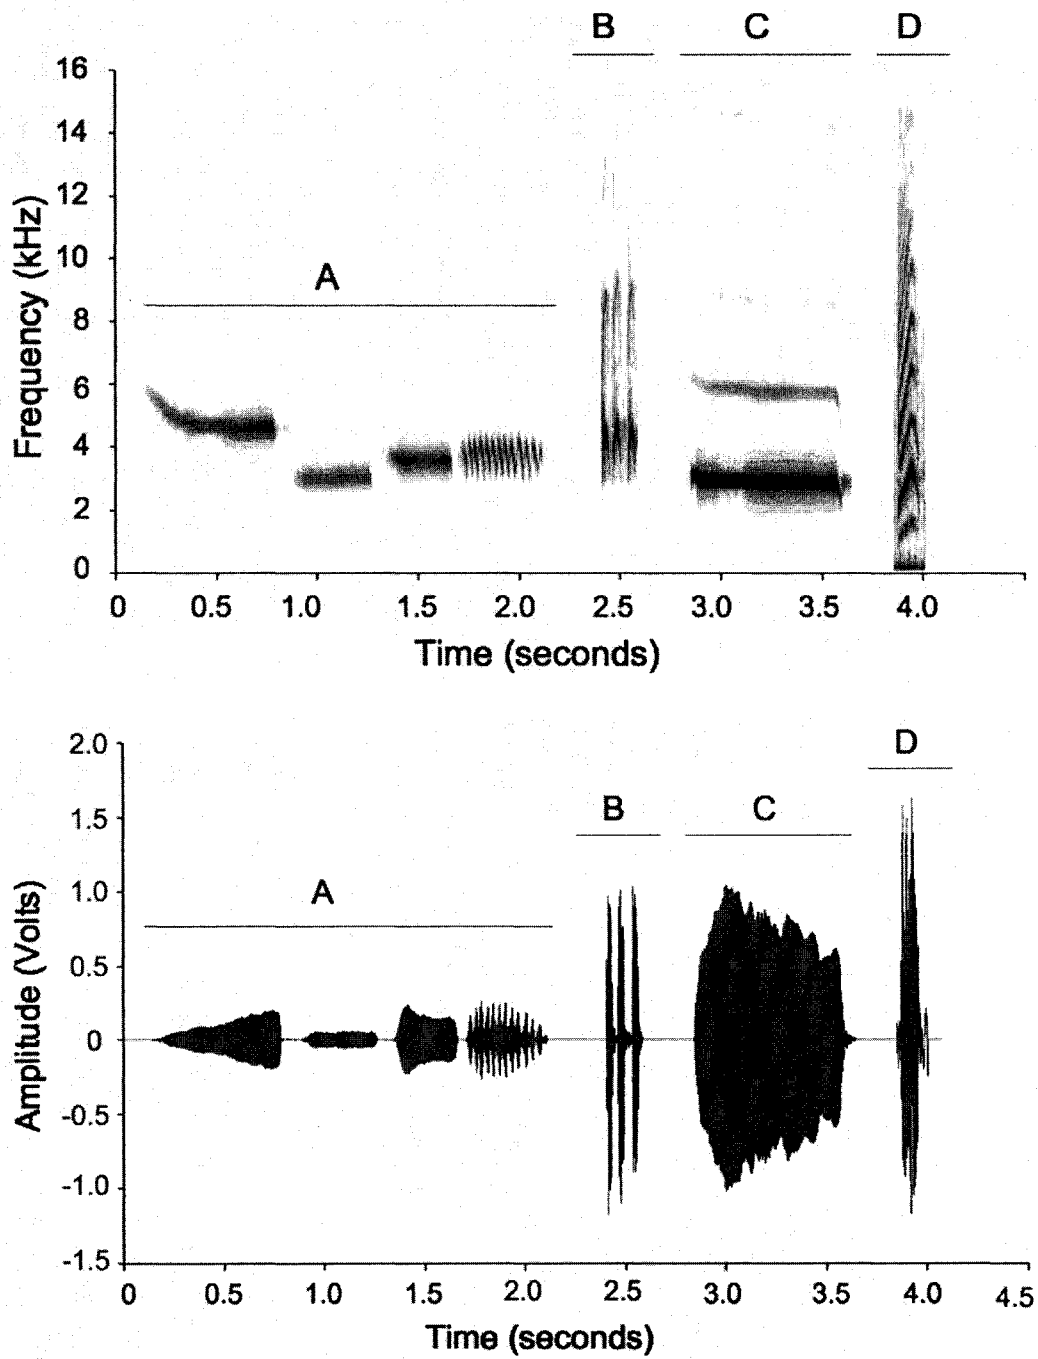 B C D
16
14
12
10
A
8
6
4
2
0
Frequency (kHz)
0 0.5 1.0 1.5 2.0 2.5 3.0 3.5 4.0
Time (seconds)
2.0
D
1.5
B C
1.0
A
0.5
0
-0.5
-1.0
-1.5
Amplitude (Volts)
0 0.5 1.0 1.5 2.0 2.5 3.0 3.5 4.0 4.5
Time (seconds)